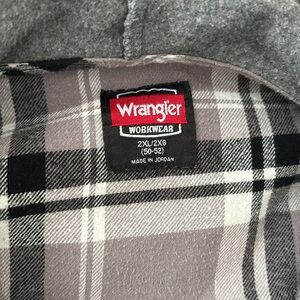 Wrangler
WORKWEAR
2XL/2XG
(50-52)
MADE IN JORDAN